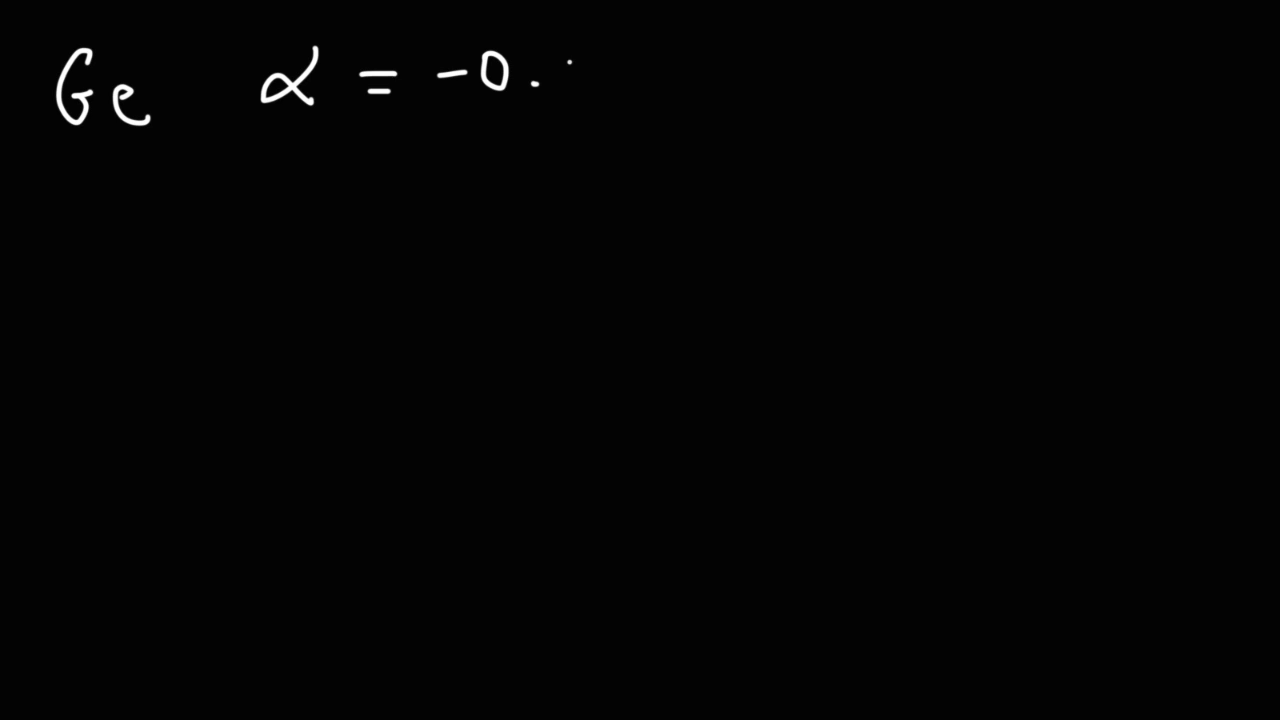 Ge α = -0.